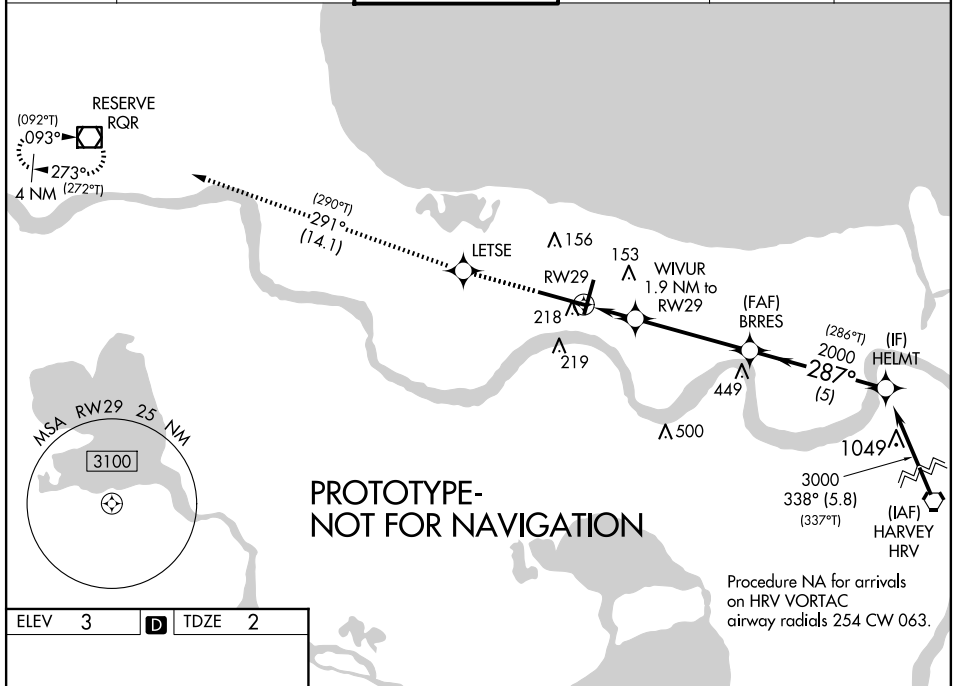 RESERVE
RQR
(092°T)
093°
273°
4 NM (272°T)
(290°T)
291°
(14.1)
LETSE
156
153
RW29
WIVUR
1.9 NM to
RW29
218
219
(FAF)
BRRES
449
500
(286°T)
2000
287°
(5)
(IF)
HELMT
1049
3000
338° (5.8)
(337°T)
(IAF)
HARVEY
HRV
MSA RW29 25 NM
3100
PROTOTYPE-
NOT FOR NAVIGATION
Procedure NA for arrivals
on HRV VORTAC
airway radials 254 CW 063.
ELEV 3 D TDZE 2